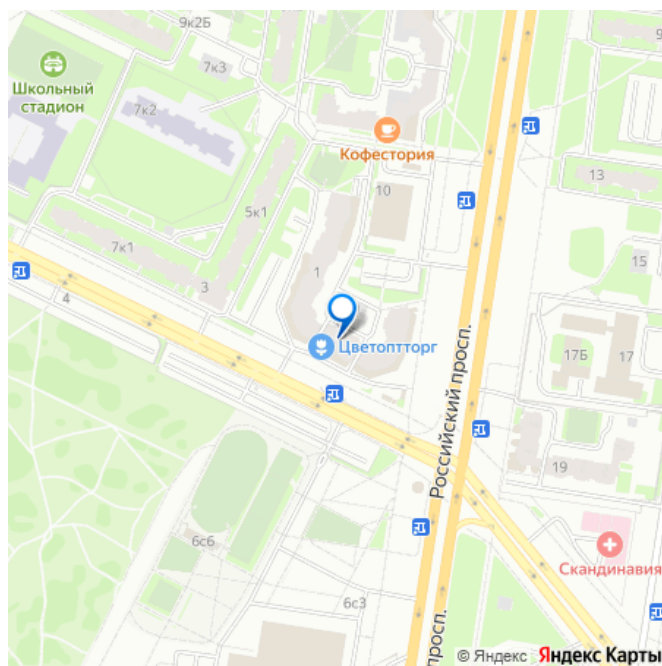 9к2Б
Школьный
стадион
7к3
7к2
Кофестория
10
13
5к1
7к1
3
1
15
4
Цветоптторг
Российский просп.
17Б
17
19
6с6
Скандинавия
6с3
просп.
© Яндекс Яндекс Карты